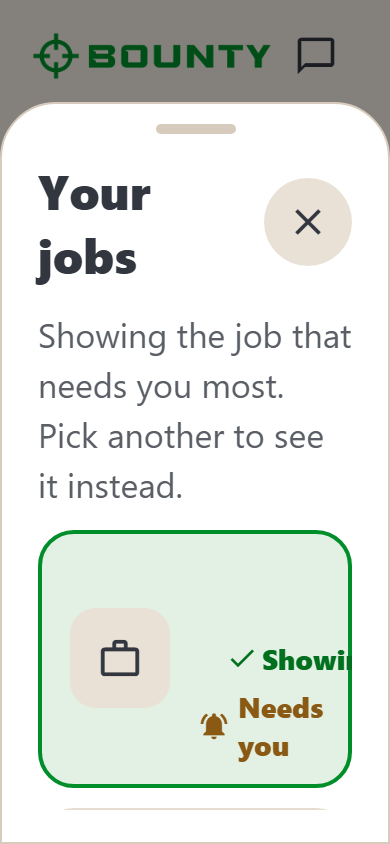 BOUNTY
Your
jobs
Showing the job that
needs you most.
Pick another to see
it instead.
Needs
you